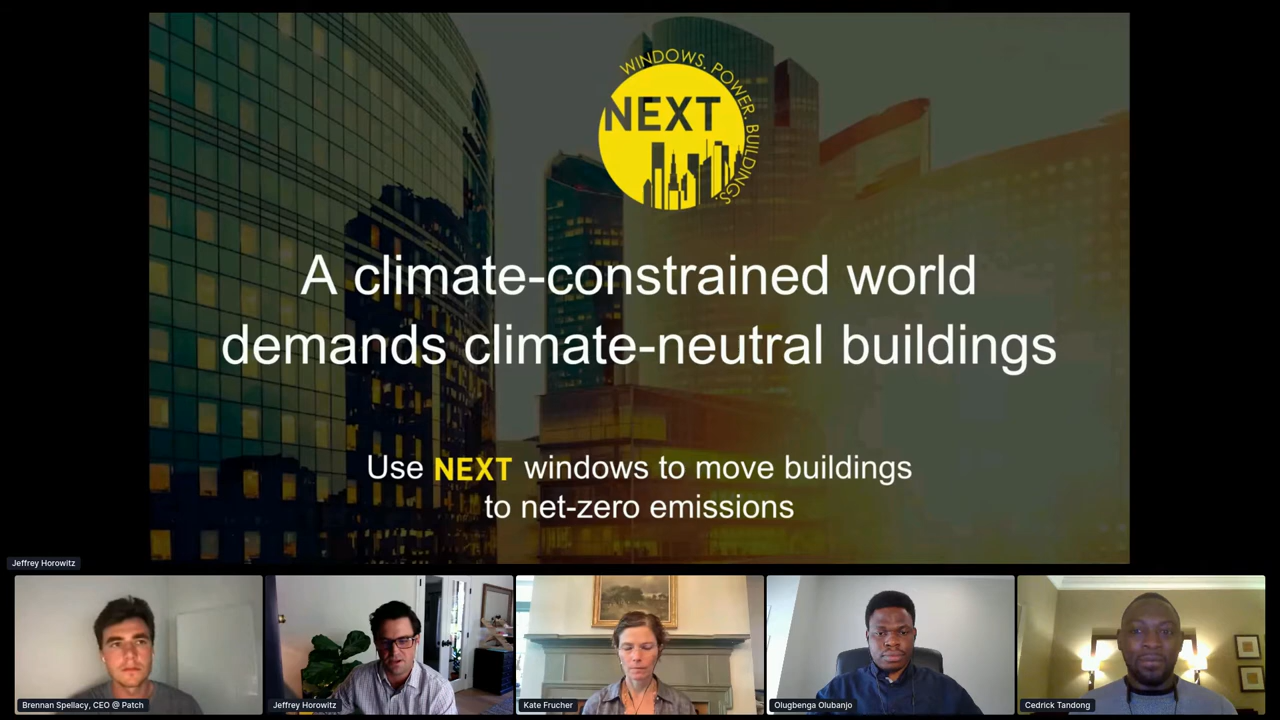 WINDOWS. POWER. BUILDINGS.
NEXT
A climate-constrained world
demands climate-neutral buildings
Use NEXT windows to move buildings
to net-zero emissions
Jeffrey Horowitz
Brennan Spellacy, CEO @ Patch
Jeffrey Horowitz
Kate Frucher
Olugbenga Olubanjo
Cedrick Tandong